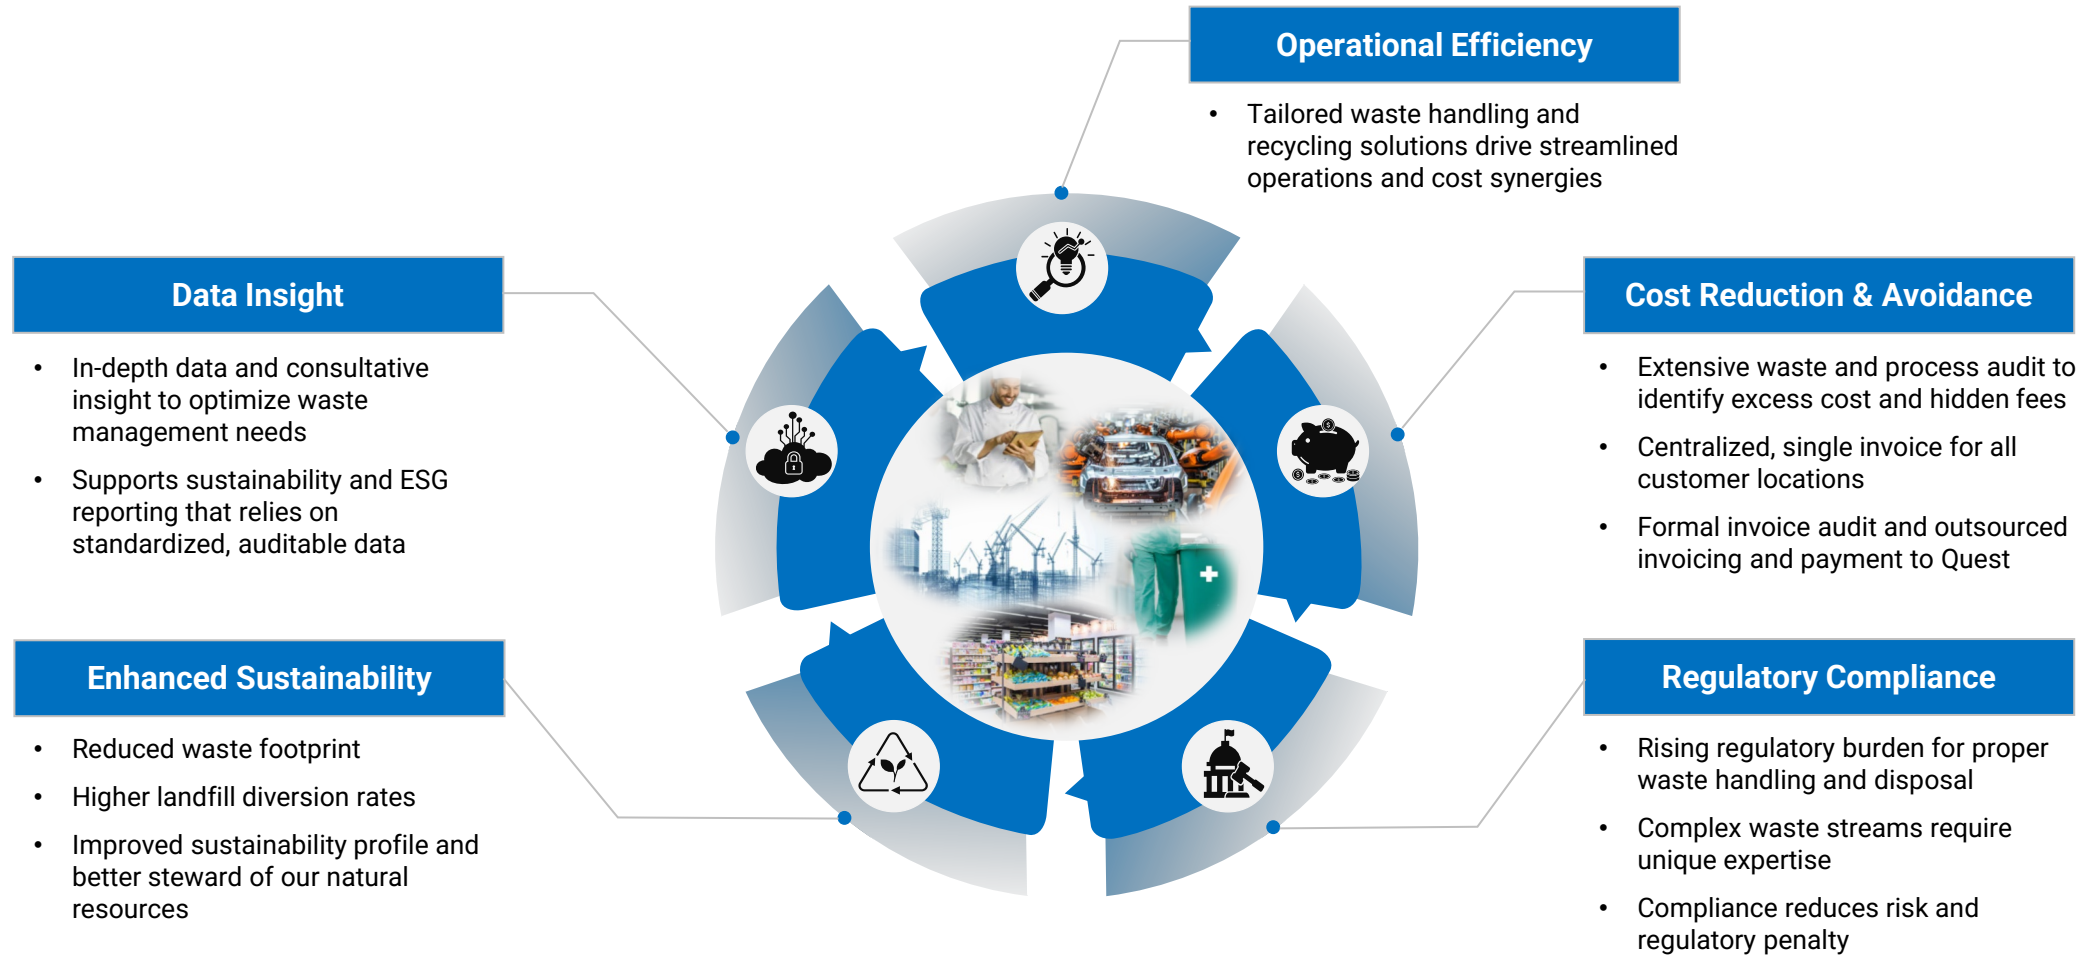 Operational Efficiency
• Tailored waste handling and
recycling solutions drive streamlined
operations and cost synergies
Data Insight
• In-depth data and consultative
insight to optimize waste
management needs
• Supports sustainability and ESG
reporting that relies on
standardized, auditable data
Cost Reduction & Avoidance
• Extensive waste and process audit to
identify excess cost and hidden fees
• Centralized, single invoice for all
customer locations
• Formal invoice audit and outsourced
invoicing and payment to Quest
Enhanced Sustainability
• Reduced waste footprint
• Higher landfill diversion rates
• Improved sustainability profile and
better steward of our natural
resources
Regulatory Compliance
• Rising regulatory burden for proper
waste handling and disposal
• Complex waste streams require
unique expertise
• Compliance reduces risk and
regulatory penalty